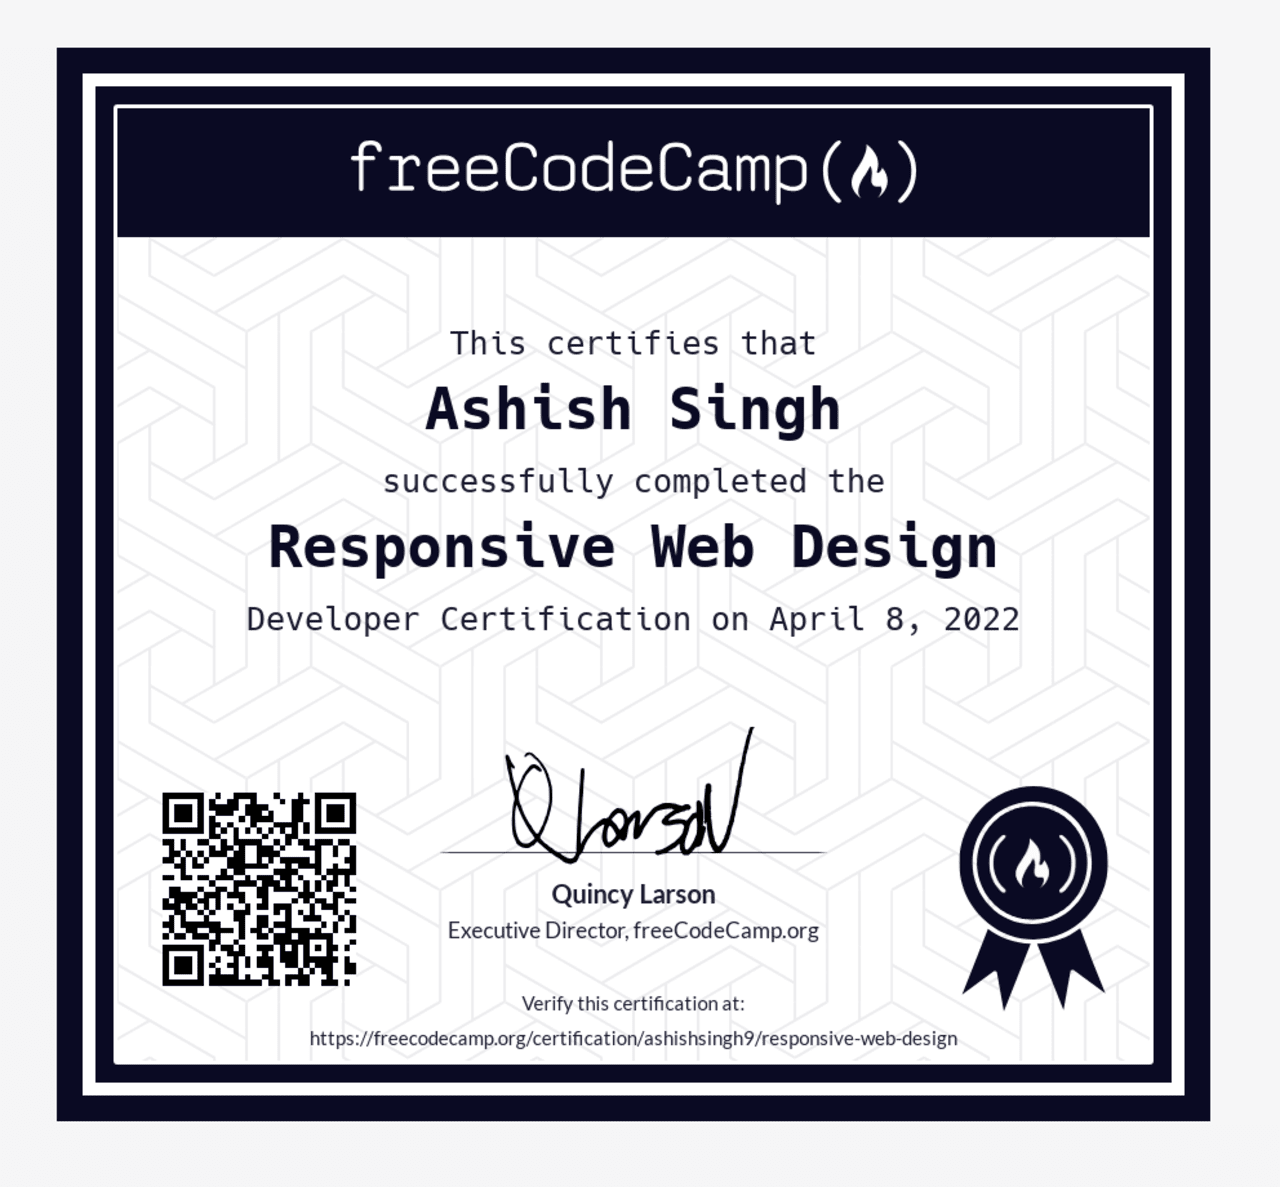 freeCodeCamp(🔥)
This certifies that
Ashish Singh
successfully completed the
Responsive Web Design
Developer Certification on April 8, 2022
Q Larson
Quincy Larson
Executive Director, freeCodeCamp.org
Verify this certification at:
https://freecodecamp.org/certification/ashishsingh9/responsive-web-design